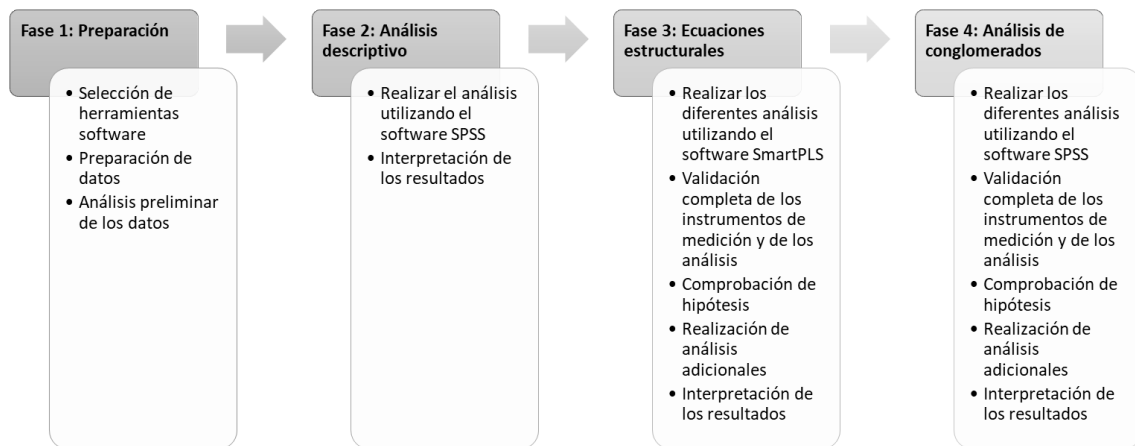 Fase 1: Preparación
• Selección de
herramientas
software
• Preparación de
datos
• Análisis preliminar
de los datos
Fase 2: Análisis
descriptivo
• Realizar el análisis
utilizando el
software SPSS
• Interpretación de
los resultados
Fase 3: Ecuaciones
estructurales
• Realizar los
diferentes análisis
utilizando el
software SmartPLS
• Validación
completa de los
instrumentos de
medición y de los
análisis
• Comprobación de
hipótesis
• Realización de
análisis
adicionales
• Interpretación de
los resultados
Fase 4: Análisis de
conglomerados
• Realizar los
diferentes análisis
utilizando el
software SPSS
• Validación
completa de los
instrumentos de
medición y de los
análisis
• Comprobación de
hipótesis
• Realización de
análisis
adicionales
• Interpretación de
los resultados